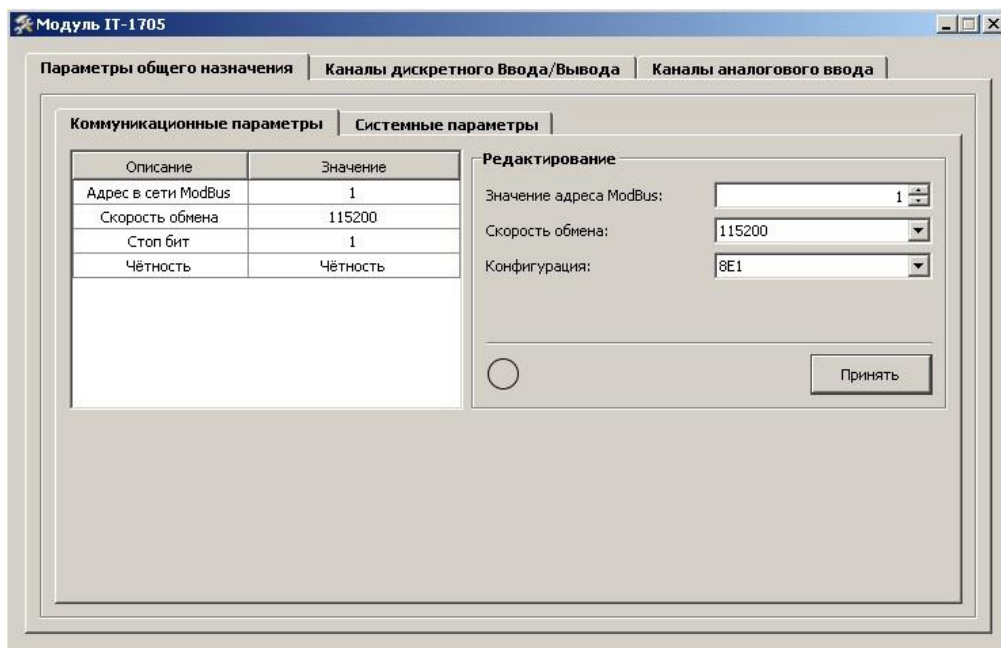 Модуль IT-1705
Параметры общего назначения Каналы дискретного Ввода/Вывода Каналы аналогового ввода
Коммуникационные параметры Системные параметры
Описание Значение
Адрес в сети ModBus 1
Скорость обмена 115200
Стоп бит 1
Чётность Чётность
Редактирование
Значение адреса ModBus: 1
Скорость обмена: 115200
Конфигурация: 8E1
Принять